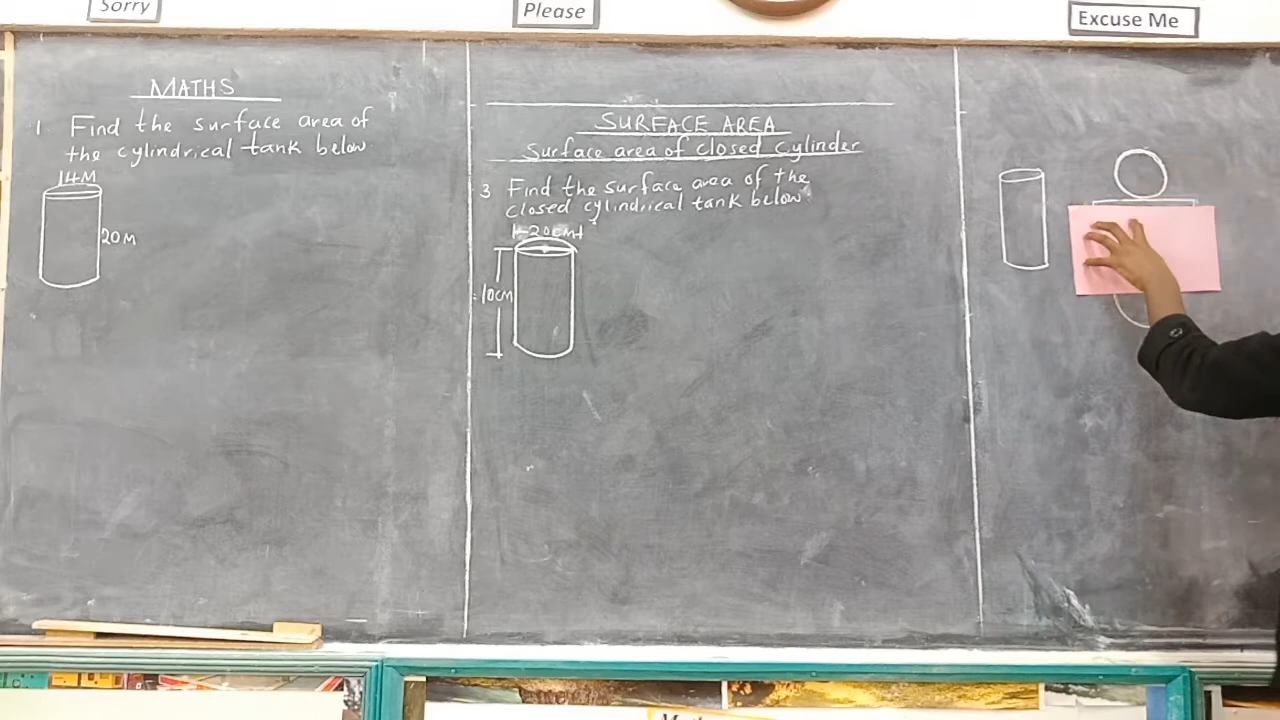 Sorry
Please
Excuse Me
MATHS
1 Find the surface area of
the cylindrical tank below
14M
20M
SURFACE AREA
Surface area of closed cylinder
3 Find the surface area of the
closed cylindrical tank below
20cm
10cm